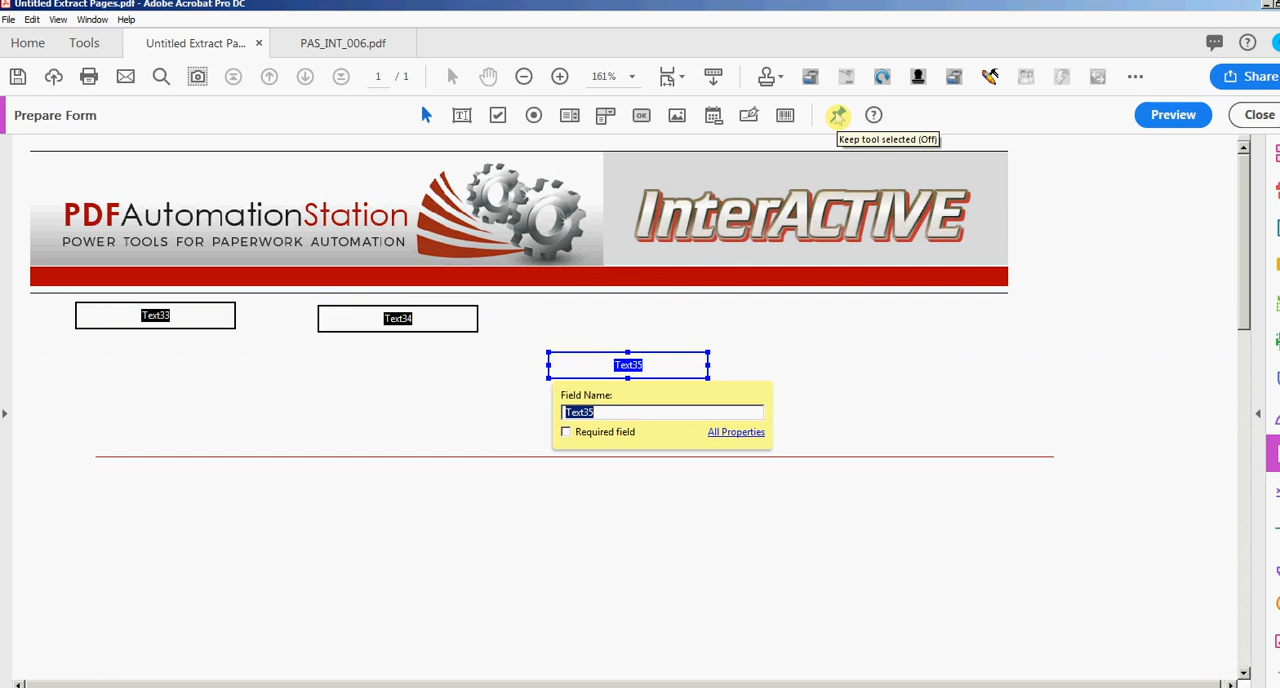 Untitled Extract Pages.pdf - Adobe Acrobat Pro DC
File Edit View Window Help
Home Tools Untitled Extract Pa... × PAS_INT_006.pdf
1 / 1 161% Share
Prepare Form OK Preview Close
Keep tool selected (Off)
PDFAutomationStation
POWER TOOLS FOR PAPERWORK AUTOMATION
InterACTIVE
Text33
Text34
Text35
Field Name:
Text35
Required field All Properties